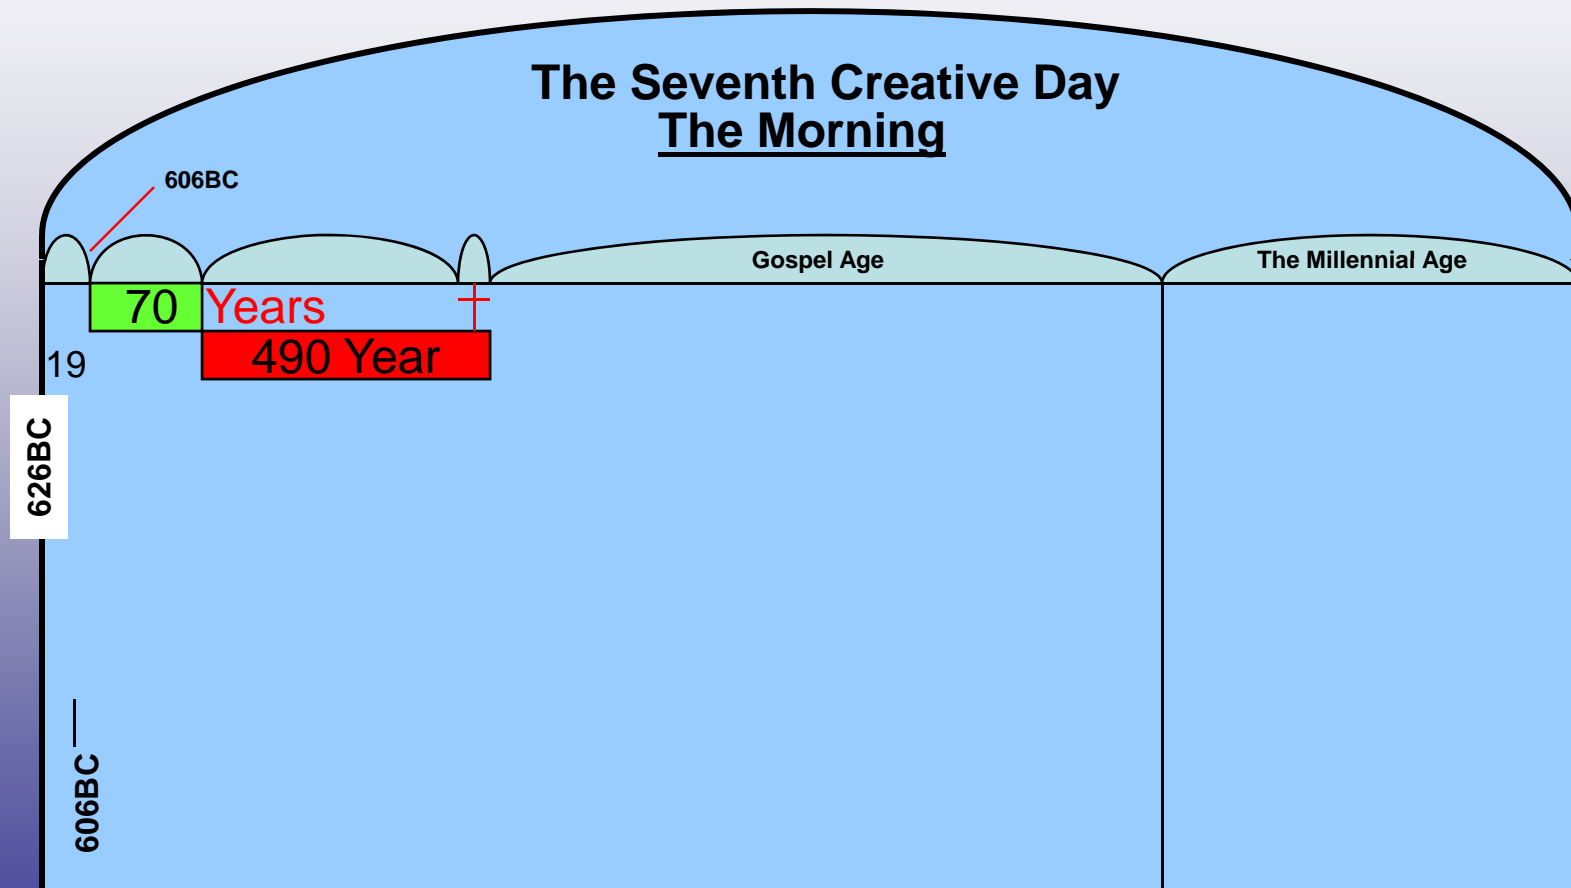 The Seventh Creative Day
The Morning
606BC
Gospel Age
The Millennial Age
70 Years
490 Year
19
626BC
606BC